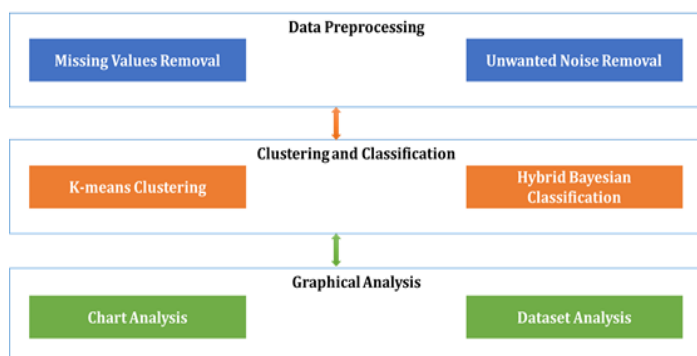 Data Preprocessing
Missing Values Removal
Unwanted Noise Removal
Clustering and Classification
K-means Clustering
Hybrid Bayesian
Classification
Graphical Analysis
Chart Analysis
Dataset Analysis